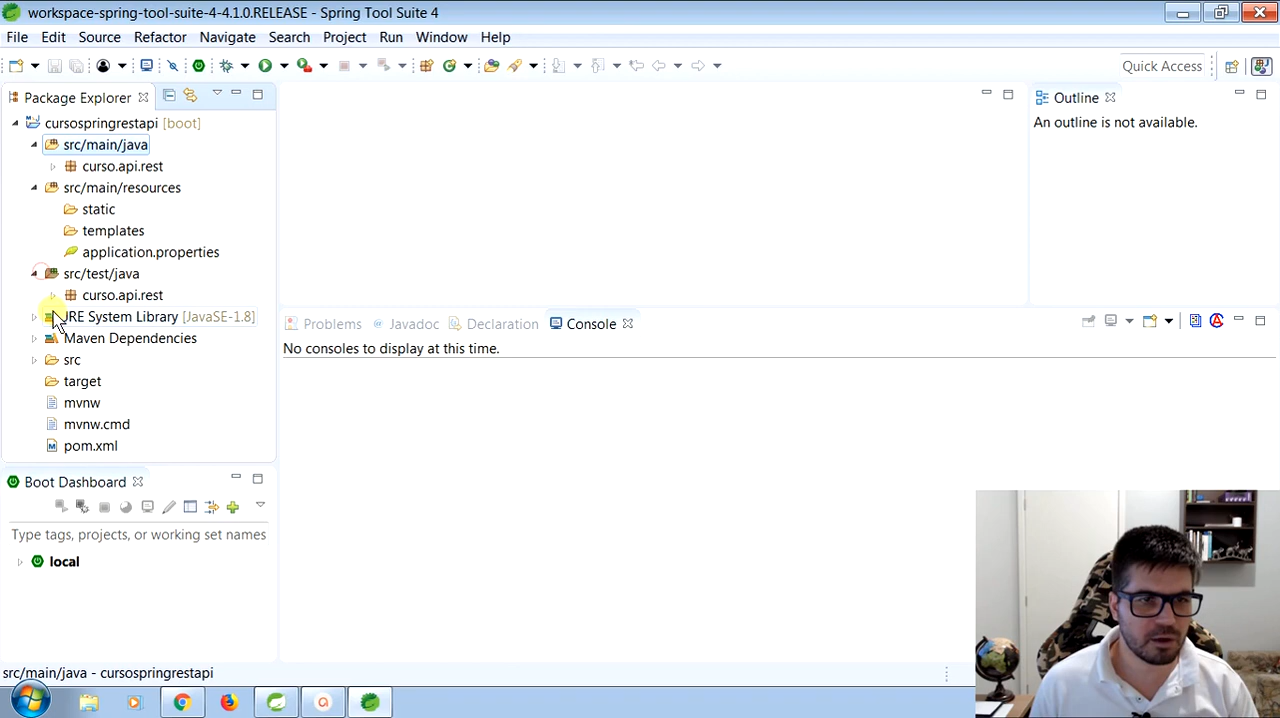 workspace-spring-tool-suite-4-4.1.0.RELEASE - Spring Tool Suite 4
File Edit Source Refactor Navigate Search Project Run Window Help
Quick Access
Package Explorer
cursospringrestapi [boot]
src/main/java
curso.api.rest
src/main/resources
static
templates
application.properties
src/test/java
curso.api.rest
JRE System Library [JavaSE-1.8]
Maven Dependencies
src
target
mvnw
mvnw.cmd
pom.xml
Outline
An outline is not available.
Problems Javadoc Declaration Console
No consoles to display at this time.
Boot Dashboard
Type tags, projects, or working set names
local
src/main/java - cursospringrestapi